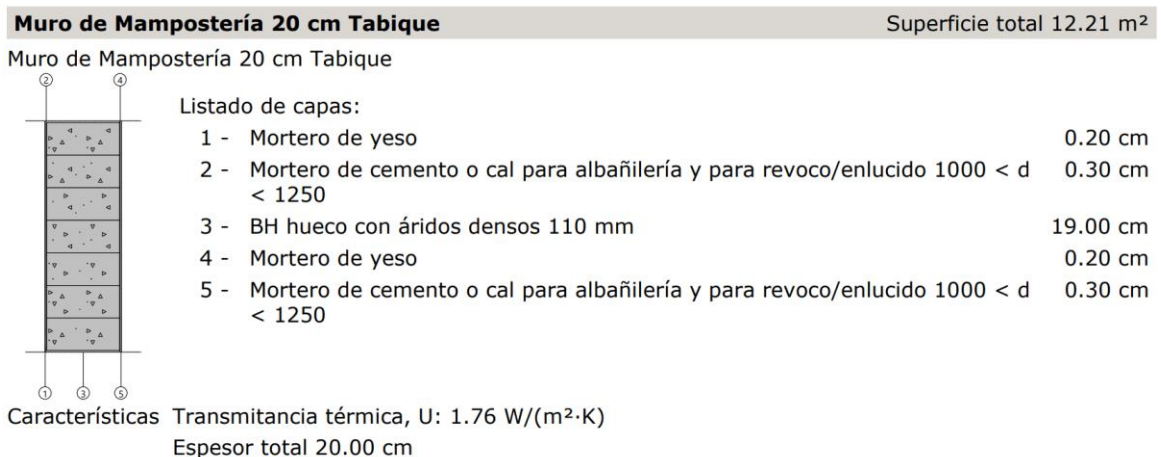 Muro de Mampostería 20 cm Tabique Superficie total 12.21 m²
Muro de Mampostería 20 cm Tabique
2 4
Listado de capas:
1 - Mortero de yeso 0.20 cm
2 - Mortero de cemento o cal para albañilería y para revoco/enlucido 1000 < d 0.30 cm
< 1250
3 - BH hueco con áridos densos 110 mm 19.00 cm
4 - Mortero de yeso 0.20 cm
5 - Mortero de cemento o cal para albañilería y para revoco/enlucido 1000 < d 0.30 cm
< 1250
1 3 5
Características Transmitancia térmica, U: 1.76 W/(m²·K)
Espesor total 20.00 cm